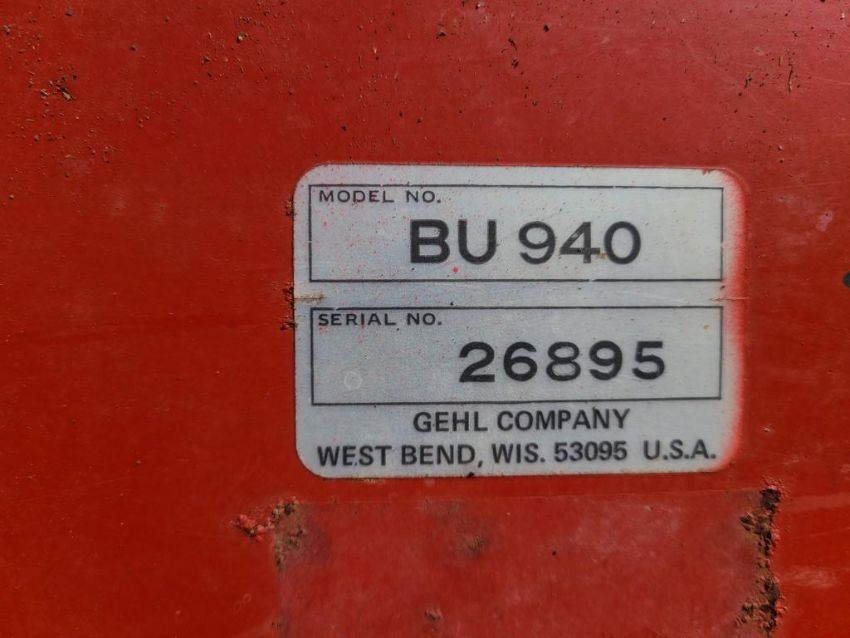 MODEL NO.
BU 940
SERIAL NO.
26895
GEHL COMPANY
WEST BEND, WIS. 53095 U.S.A.